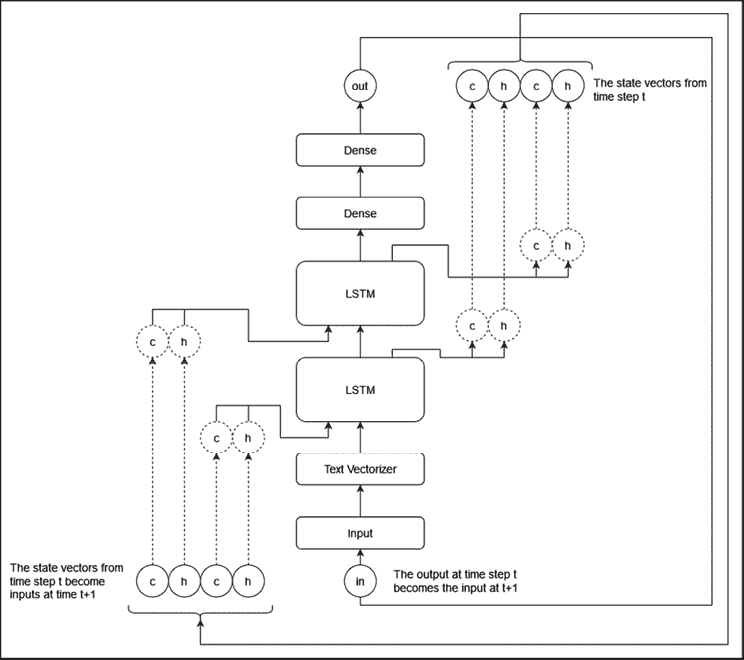 out
c h c h
The state vectors from
time step t
Dense
Dense
c h
LSTM
c h
c h
LSTM
c h
Text Vectorizer
Input
The state vectors from
time step t become
inputs at time t+1
c h c h
in
The output at time step t
becomes the input at t+1